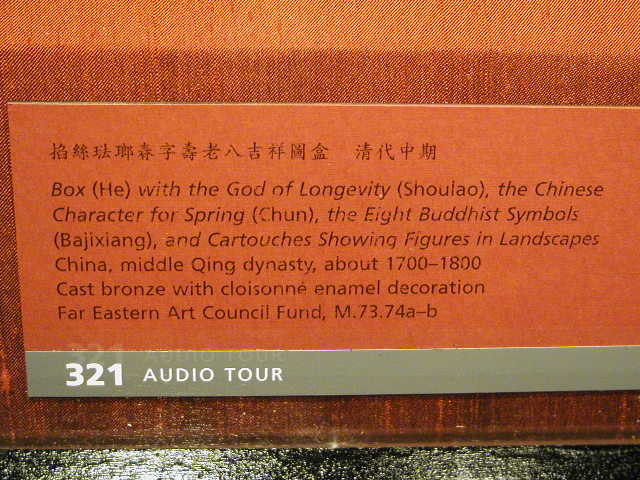 掐絲珐瑯春字壽老八吉祥圖盒 清代中期
Box (He) with the God of Longevity (Shoulao), the Chinese
Character for Spring (Chun), the Eight Buddhist Symbols
(Bajixiang), and Cartouches Showing Figures in Landscapes
China, middle Qing dynasty, about 1700–1800
Cast bronze with cloisonné enamel decoration
Far Eastern Art Council Fund, M.73.74a–b
321 AUDIO TOUR